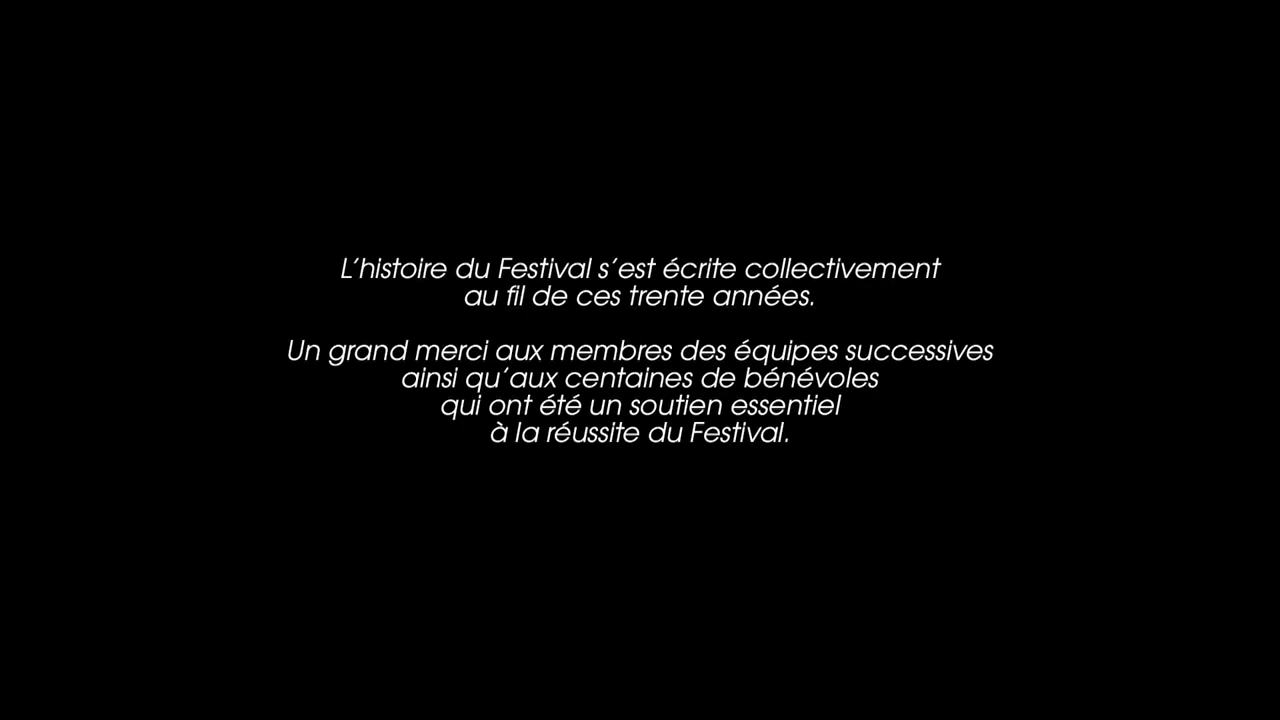 L'histoire du Festival s'est écrite collectivement
au fil de ces trente années.
Un grand merci aux membres des équipes successives
ainsi qu'aux centaines de bénévoles
qui ont été un soutien essentiel
à la réussite du Festival.